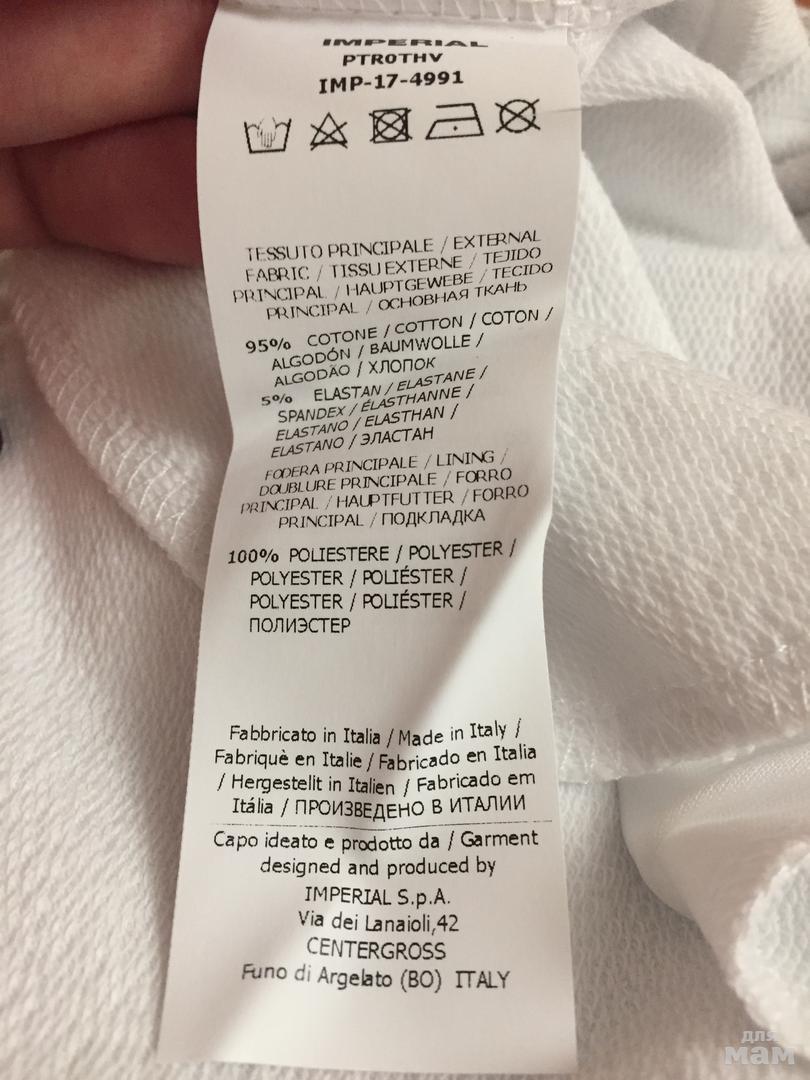 IMPERIAL
PTR0THV
IMP-17-4991
TESSUTO PRINCIPALE / EXTERNAL
FABRIC / TISSU EXTERNE / TEJIDO
PRINCIPAL / HAUPTGEWEBE / TECIDO
PRINCIPAL / ОСНОВНАЯ ТКАНЬ
95% COTONE / COTTON / COTON /
ALGODÓN / BAUMWOLLE /
ALGODÃO / ХЛОПОК
5% ELASTAN / ELASTANE /
SPANDEX / ÉLASTHANNE /
ELASTANO / ELASTHAN /
ELASTANO / ЭЛАСТАН
FODERA PRINCIPALE / LINING /
DOUBLURE PRINCIPALE / FORRO
PRINCIPAL / HAUPTFUTTER / FORRO
PRINCIPAL / ПОДКЛАДКА
100% POLIESTERE / POLYESTER /
POLYESTER / POLIÉSTER /
POLYESTER / POLIÉSTER /
ПОЛИЭСТЕР
Fabbricato in Italia / Made in Italy /
Fabriquè en Italie / Fabricado en Italia
/ Hergestellt in Italien / Fabricado em
Itália / ПРОИЗВЕДЕНО В ИТАЛИИ
Capo ideato e prodotto da / Garment
designed and produced by
IMPERIAL S.p.A.
Via dei Lanaioli,42
CENTERGROSS
Funo di Argelato (BO) ITALY
для
мам